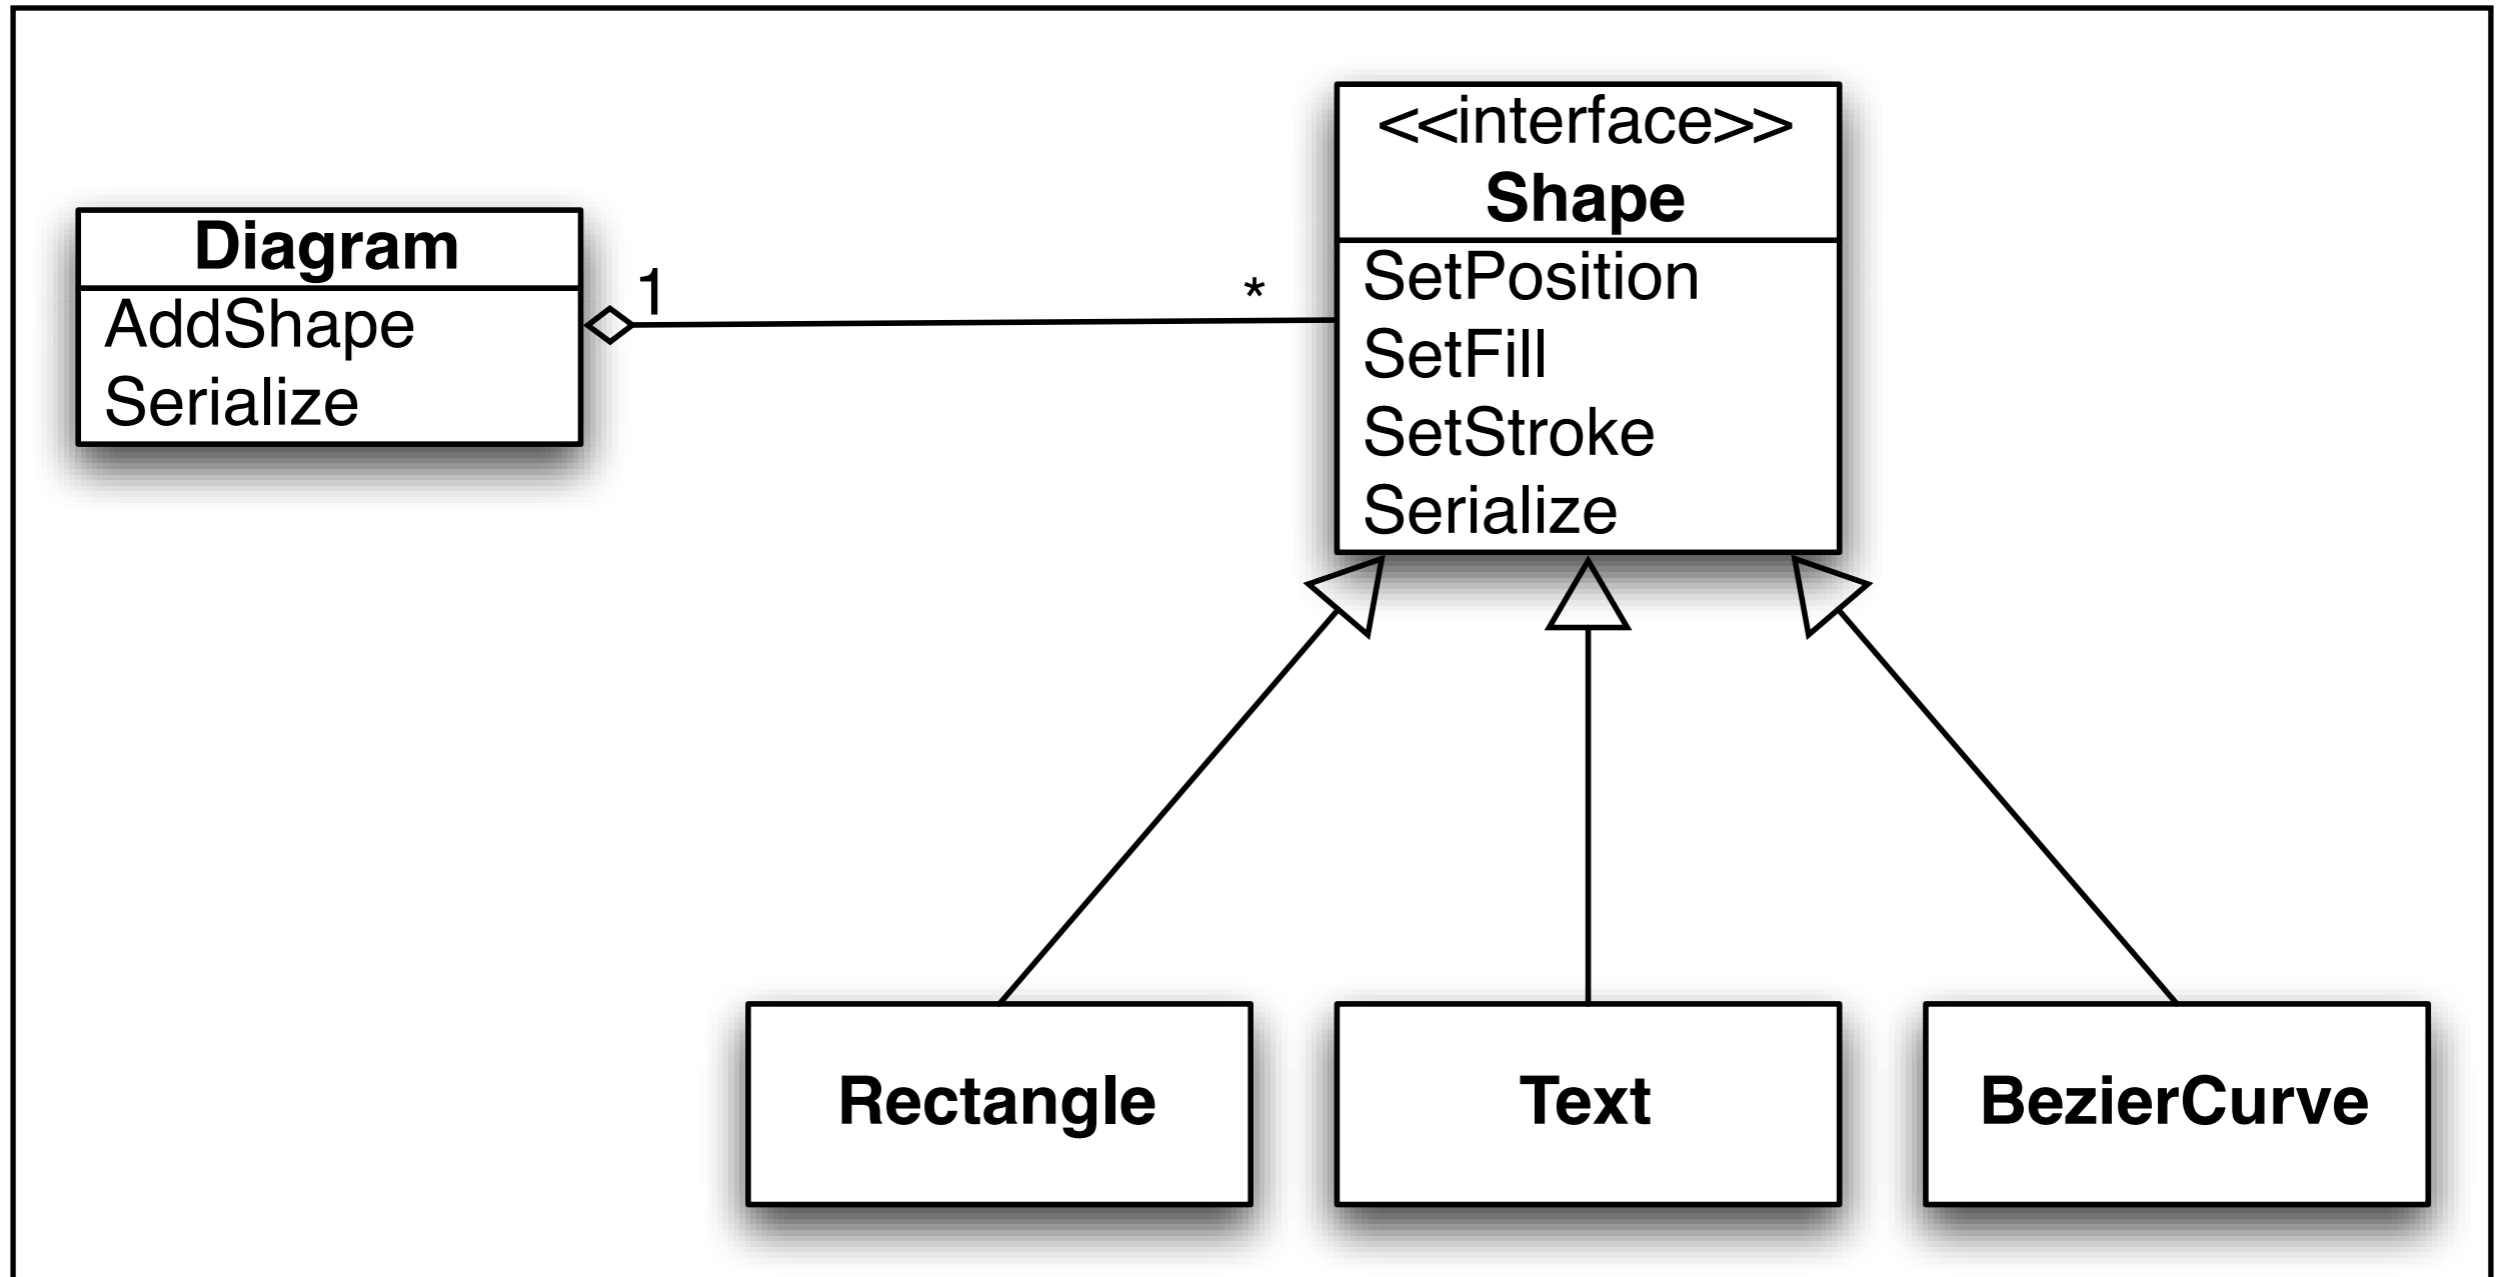 Diagram
AddShape
Serialize
1
*
<<interface>>
Shape
SetPosition
SetFill
SetStroke
Serialize
Rectangle
Text
BezierCurve